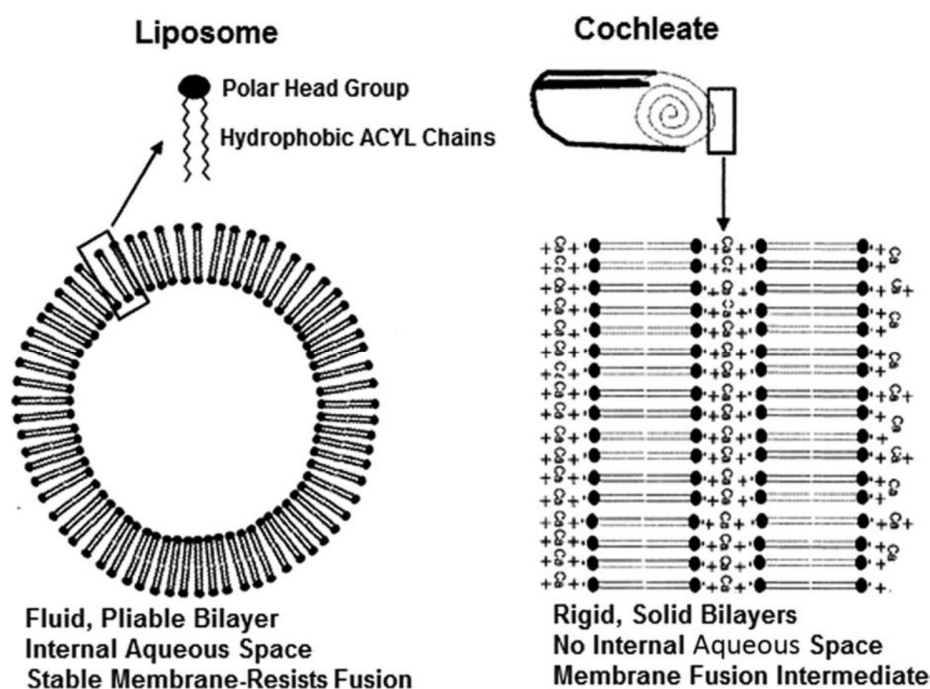 Liposome
Polar Head Group
Hydrophobic ACYL Chains
Fluid, Pliable Bilayer
Internal Aqueous Space
Stable Membrane-Resists Fusion
Cochleate
Rigid, Solid Bilayers
No Internal Aqueous Space
Membrane Fusion Intermediate